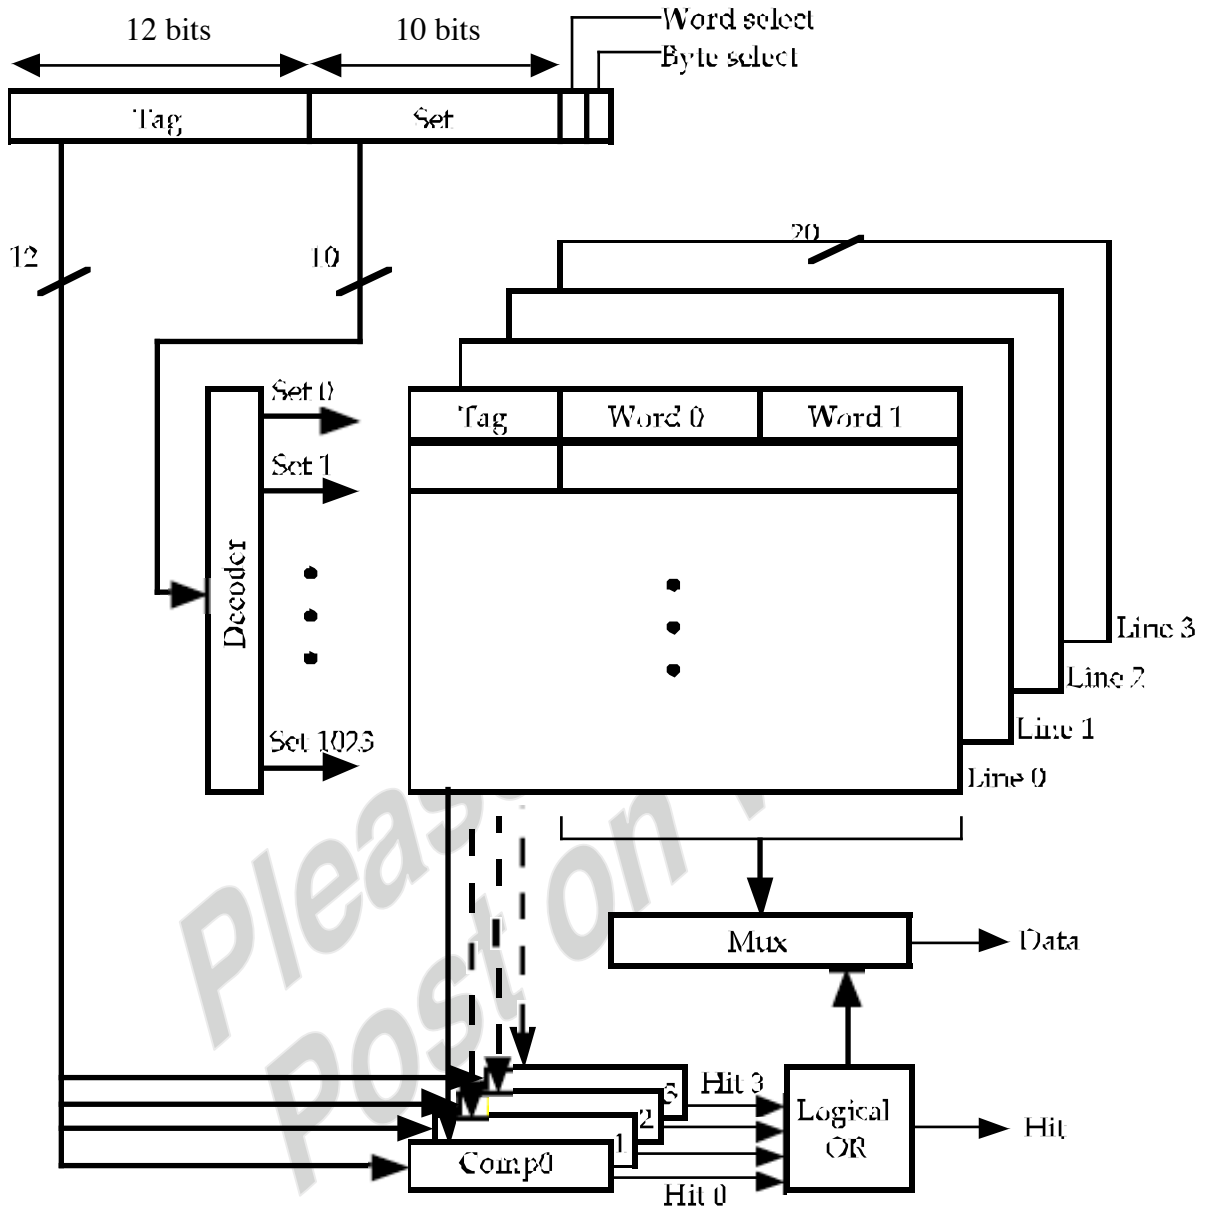 12 bits
10 bits
Word select
Byte select
Tag
Set
12
10
20
Set 0
Set 1
Decoder
Set 1023
Tag
Word 0
Word 1
Line 3
Line 2
Line 1
Line 0
Mux
Data
Hit 3
2
1
Comp0
Hit 0
Logical
OR
Hit
Post on